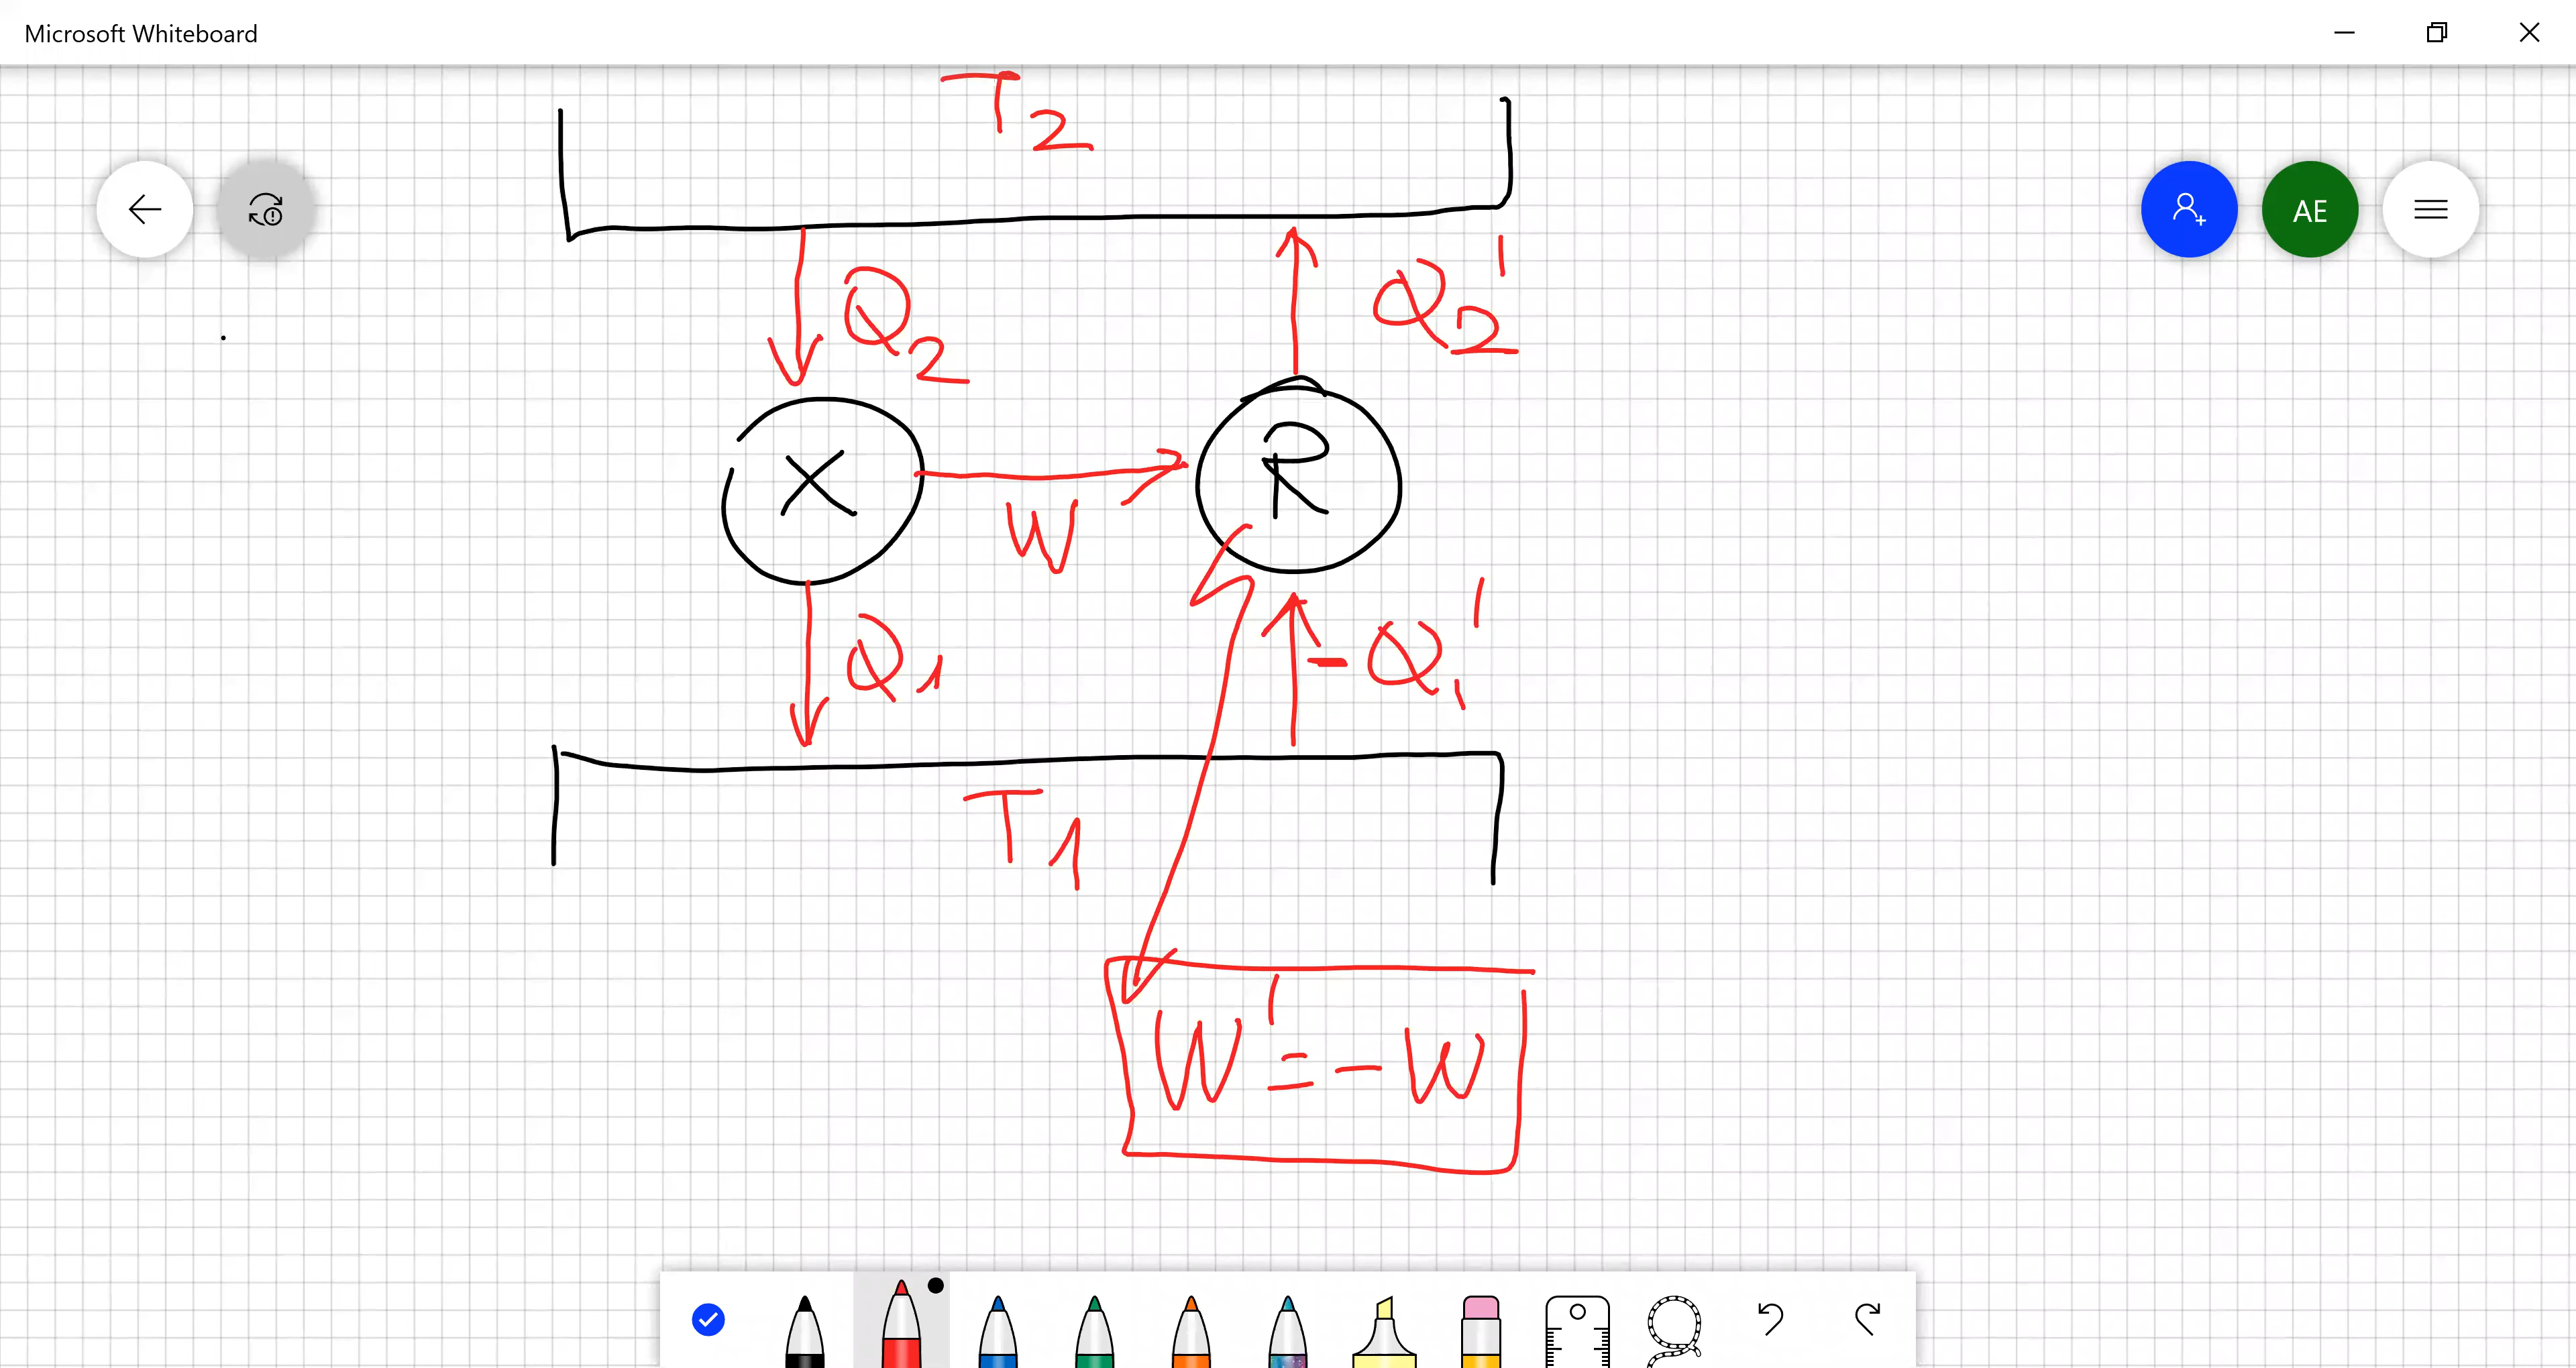 Microsoft Whiteboard
T2
AE
Q2
Q2'
X
R
W
Q1
- Q1'
T1
W' = - W